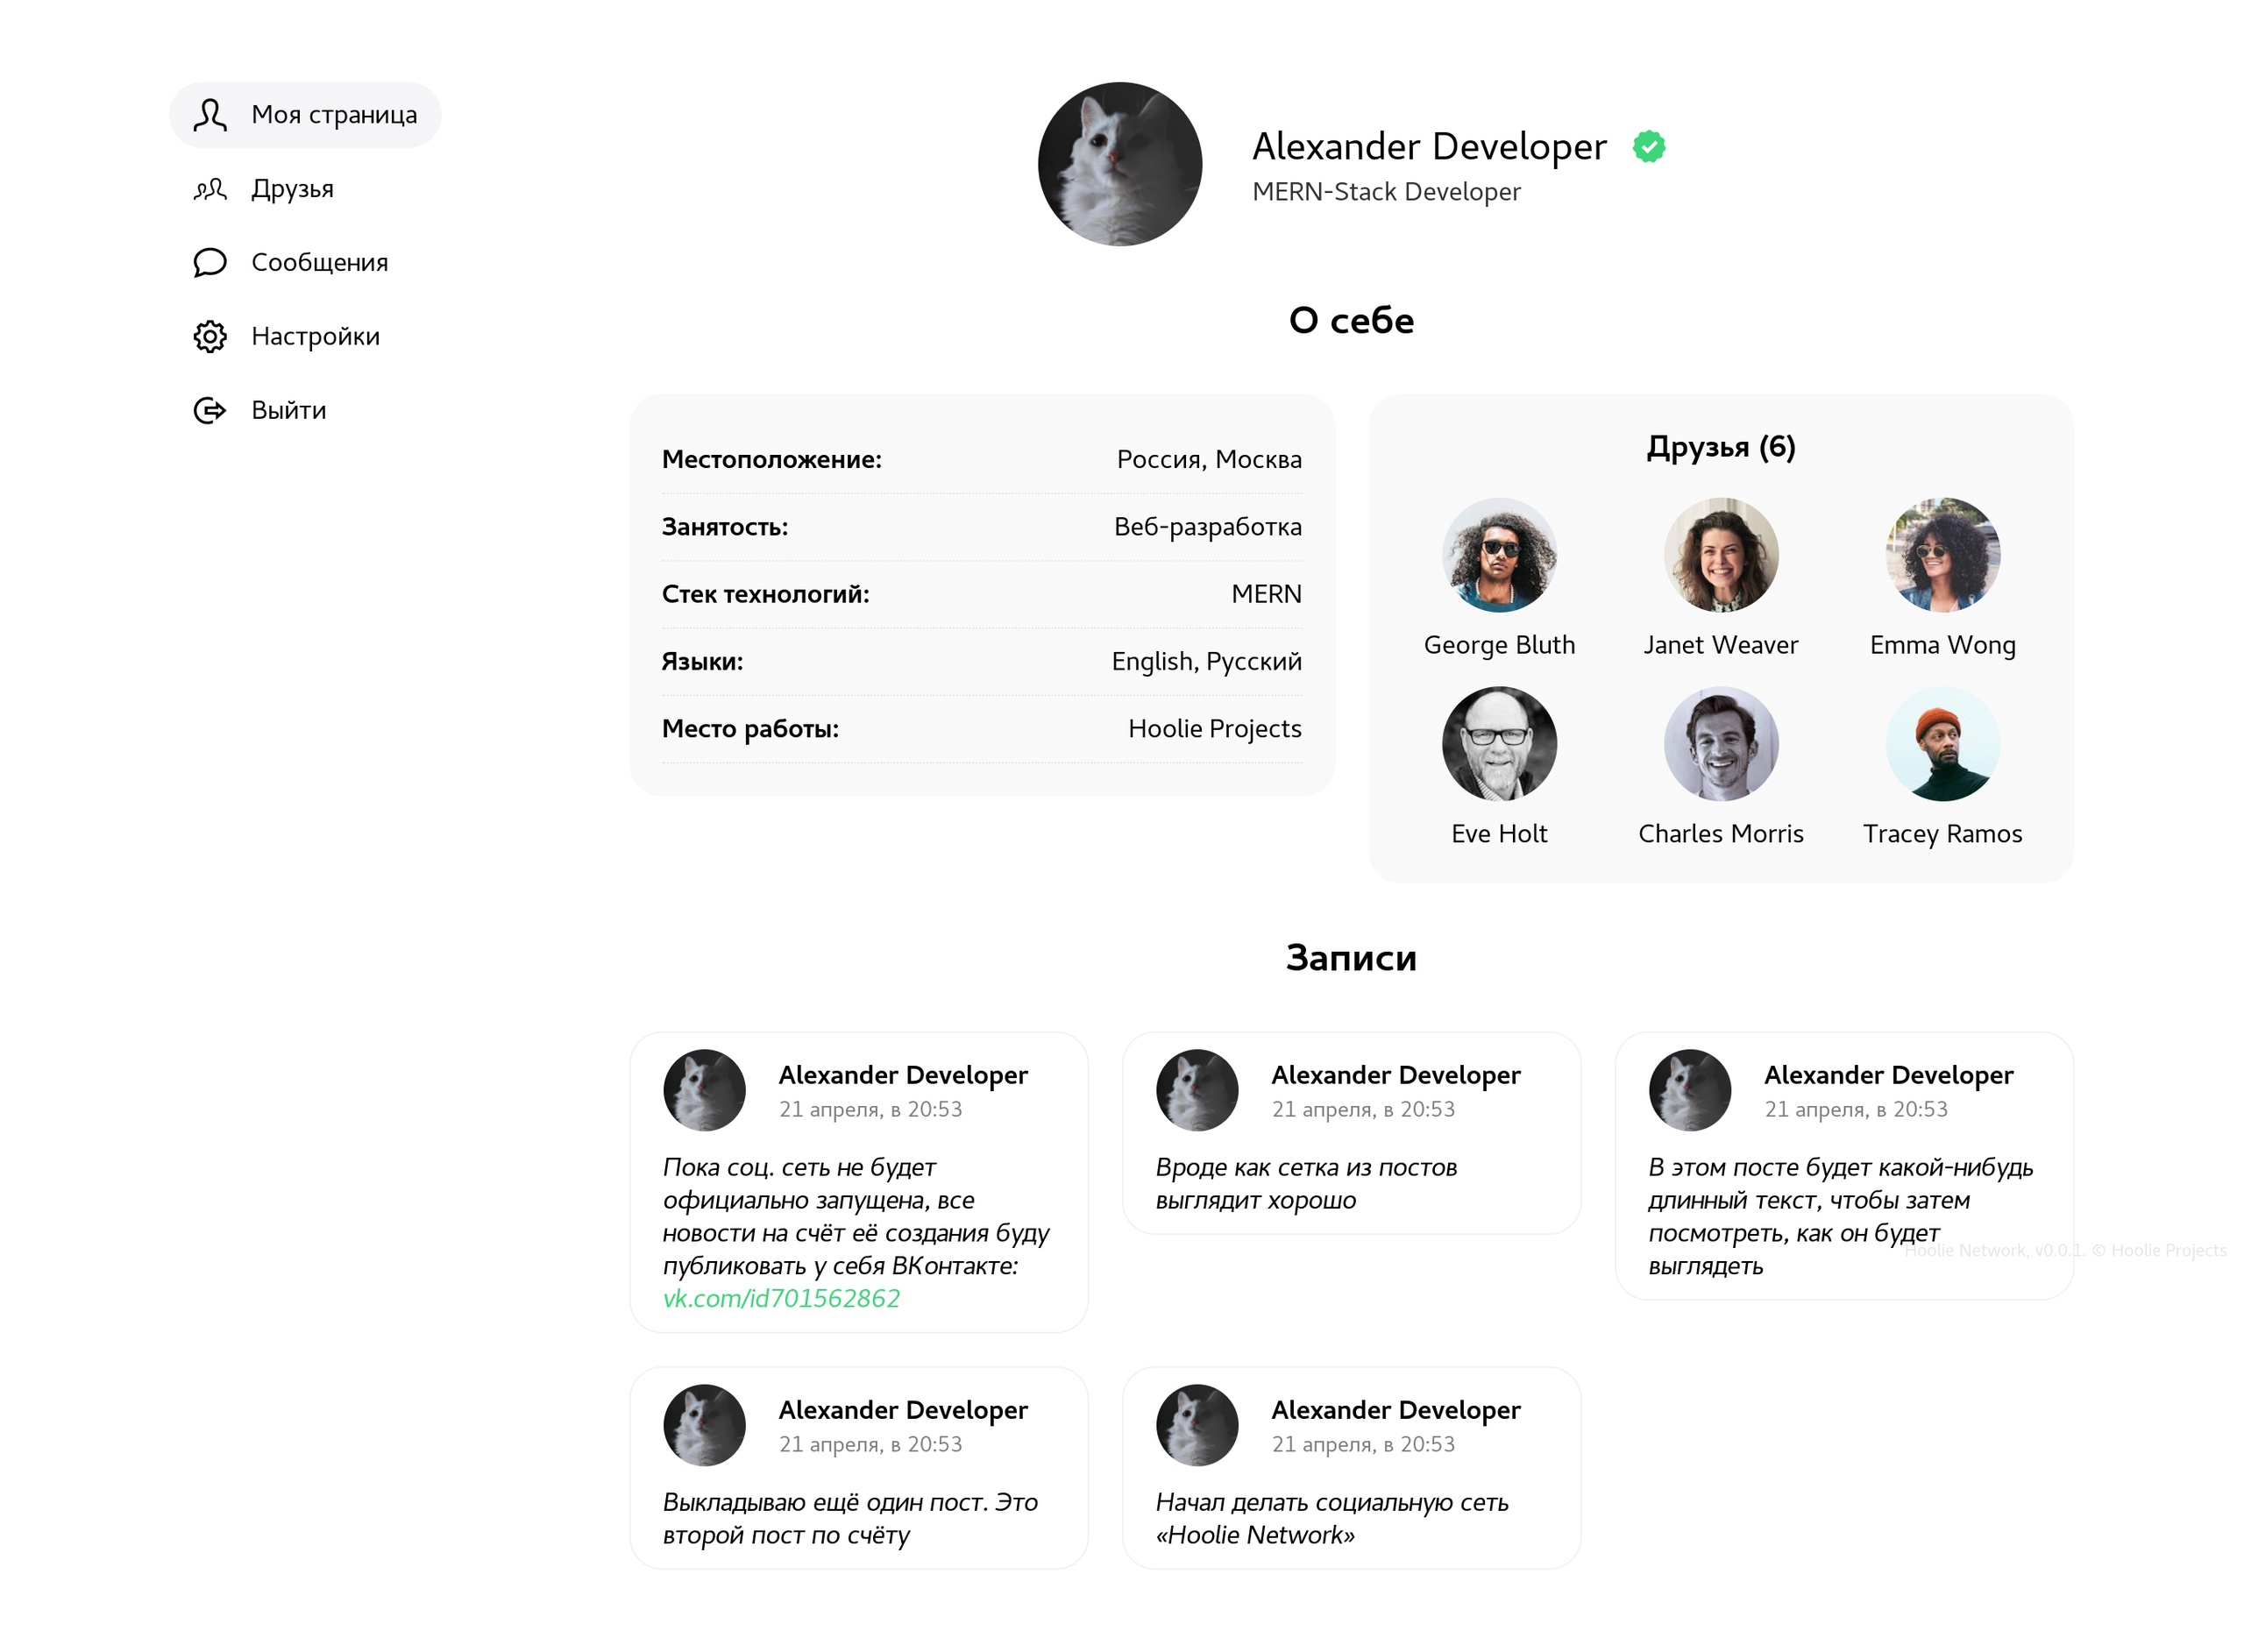 Моя страница
Друзья
Сообщения
Настройки
Выйти
Alexander Developer
MERN-Stack Developer
О себе
Местоположение: Россия, Москва
Занятость: Веб-разработка
Стек технологий: MERN
Языки: English, Русский
Место работы: Hoolie Projects
Друзья (6)
George Bluth
Janet Weaver
Emma Wong
Eve Holt
Charles Morris
Tracey Ramos
Записи
Alexander Developer
21 апреля, в 20:53
Пока соц. сеть не будет
официально запущена, все
новости на счёт её создания буду
публиковать у себя ВКонтакте:
vk.com/id701562862
Alexander Developer
21 апреля, в 20:53
Вроде как сетка из постов
выглядит хорошо
Alexander Developer
21 апреля, в 20:53
В этом посте будет какой-нибудь
длинный текст, чтобы затем
посмотреть, как он будет
выглядеть
Hoolie Network, v0.0.1. © Hoolie Projects
Alexander Developer
21 апреля, в 20:53
Выкладываю ещё один пост. Это
второй пост по счёту
Alexander Developer
21 апреля, в 20:53
Начал делать социальную сеть
«Hoolie Network»